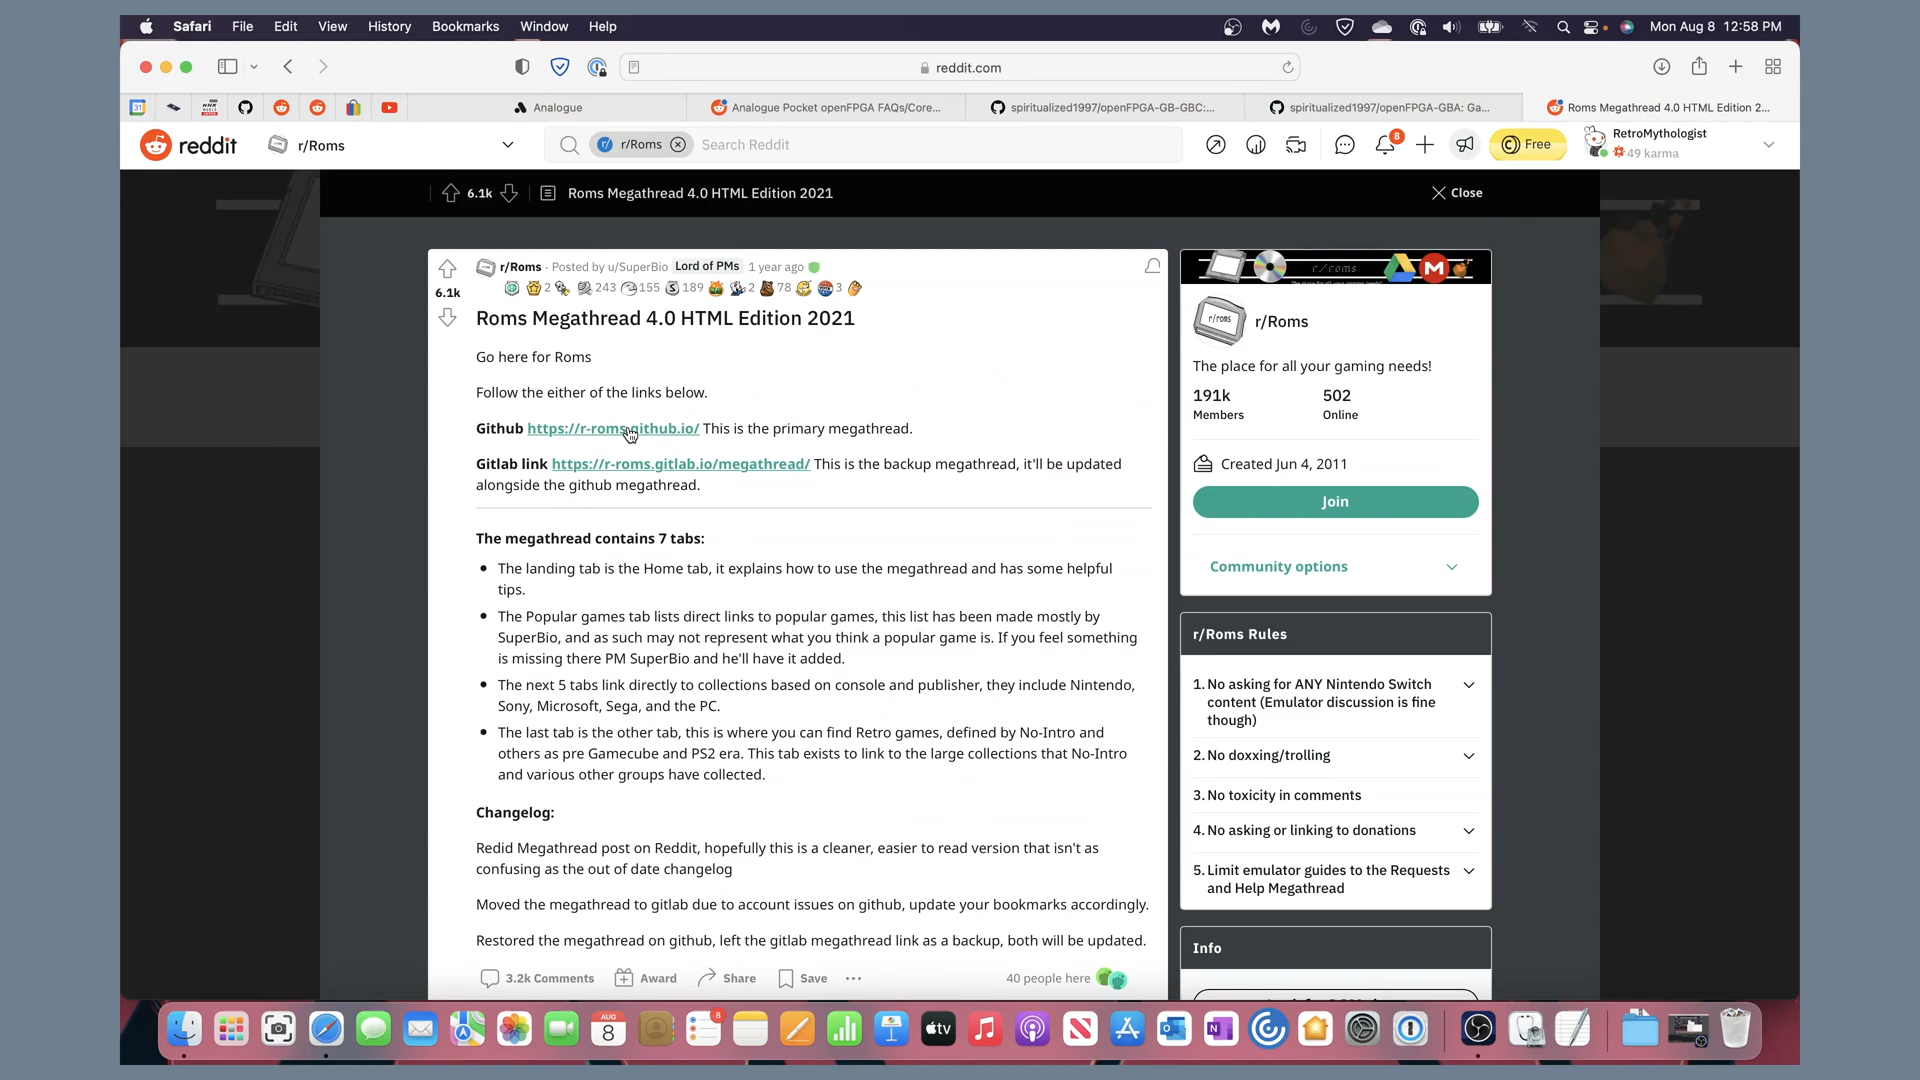 Safari File Edit View History Bookmarks Window Help Mon Aug 8 12:58 PM
reddit.com
Analogue
Analogue Pocket openFPGA FAQs/Core...
spiritualized1997/openFPGA-GB-GBC:...
spiritualized1997/openFPGA-GBA: Ga...
Roms Megathread 4.0 HTML Edition 2...
reddit r/Roms r/Roms Search Reddit 8 Free RetroMythologist
49 karma
6.1k Roms Megathread 4.0 HTML Edition 2021 Close
r/Roms · Posted by u/SuperBio Lord of PMs 1 year ago
6.1k
2 243 155 189 2 78 3
Roms Megathread 4.0 HTML Edition 2021
Go here for Roms
Follow the either of the links below.
Github https://r-roms.github.io/ This is the primary megathread.
Gitlab link https://r-roms.gitlab.io/megathread/ This is the backup megathread, it'll be updated
alongside the github megathread.
The megathread contains 7 tabs:
• The landing tab is the Home tab, it explains how to use the megathread and has some helpful
tips.
• The Popular games tab lists direct links to popular games, this list has been made mostly by
SuperBio, and as such may not represent what you think a popular game is. If you feel something
is missing there PM SuperBio and he'll have it added.
• The next 5 tabs link directly to collections based on console and publisher, they include Nintendo,
Sony, Microsoft, Sega, and the PC.
• The last tab is the other tab, this is where you can find Retro games, defined by No-Intro and
others as pre Gamecube and PS2 era. This tab exists to link to the large collections that No-Intro
and various other groups have collected.
Changelog:
Redid Megathread post on Reddit, hopefully this is a cleaner, easier to read version that isn't as
confusing as the out of date changelog
Moved the megathread to gitlab due to account issues on github, update your bookmarks accordingly.
Restored the megathread on github, left the gitlab megathread link as a backup, both will be updated.
3.2k Comments Award Share Save 40 people here
r/roms
r/roms
r/Roms
The place for all your gaming needs!
191k 502
Members Online
Created Jun 4, 2011
Join
Community options
r/Roms Rules
1. No asking for ANY Nintendo Switch
content (Emulator discussion is fine
though)
2. No doxxing/trolling
3. No toxicity in comments
4. No asking or linking to donations
5. Limit emulator guides to the Requests
and Help Megathread
Info
AUG
8
8
tv